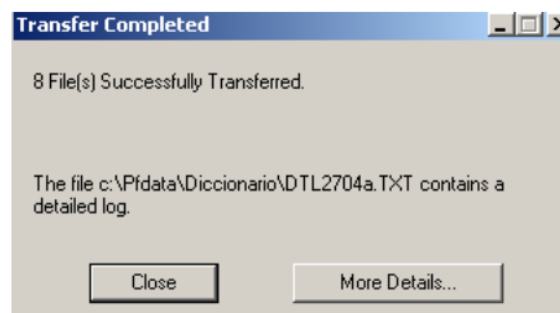 Transfer Completed
8 File(s) Successfully Transferred.
The file c:\Pfdata\Diccionario\DTL2704a.TXT contains a
detailed log.
Close
More Details...